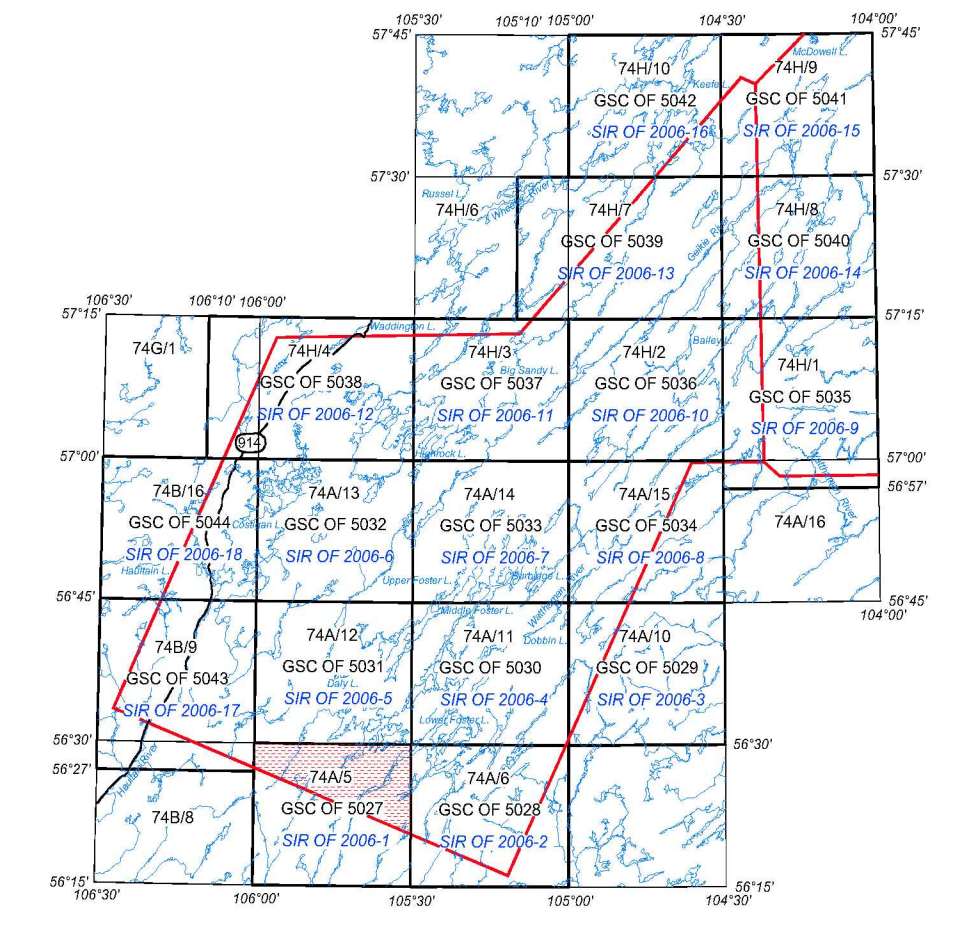 105°30' 105°10' 105°00' 104°30' 104°00'
57°45' 57°45'
McDowell L.
74H/10 74H/9
Keefe L.
GSC OF 5042 GSC OF 5041
SIR OF 2006-16 SIR OF 2006-15
57°30' 57°30'
Russel L.
Wheeler River
74H/6 74H/7 74H/8
Geikie River
GSC OF 5039 GSC OF 5040
SIR OF 2006-13 SIR OF 2006-14
106°30' 106°10' 106°00'
57°15' 57°15'
Waddington L.
Bailey L.
74G/1 74H/4 74H/3 74H/2
74H/1
Big Sandy L.
GSC OF 5038 GSC OF 5037 GSC OF 5036
GSC OF 5035
SIR OF 2006-12 SIR OF 2006-11 SIR OF 2006-10
SIR OF 2006-9
914
57°00' 57°00'
56°57'
River
74B/16 74A/13 74A/14 74A/15
74A/16
GSC OF 5044 GSC OF 5032 GSC OF 5033 GSC OF 5034
Costigan L.
SIR OF 2006-18 SIR OF 2006-6 SIR OF 2006-7 SIR OF 2006-8
Haultain L.
Upper Foster L.
56°45' 56°45'
104°00'
Middle Foster L.
74B/9 74A/12 74A/11 74A/10
Dobbin L.
GSC OF 5043 GSC OF 5031 GSC OF 5030 GSC OF 5029
Daly L.
SIR OF 2006-17 SIR OF 2006-5 SIR OF 2006-4 SIR OF 2006-3
Lower Foster L.
56°30' 56°30'
56°27'
Haultain River
74A/5 74A/6
74B/8
GSC OF 5027 GSC OF 5028
SIR OF 2006-1 SIR OF 2006-2
56°15' 56°15'
106°30' 106°00' 105°30' 105°00' 104°30'